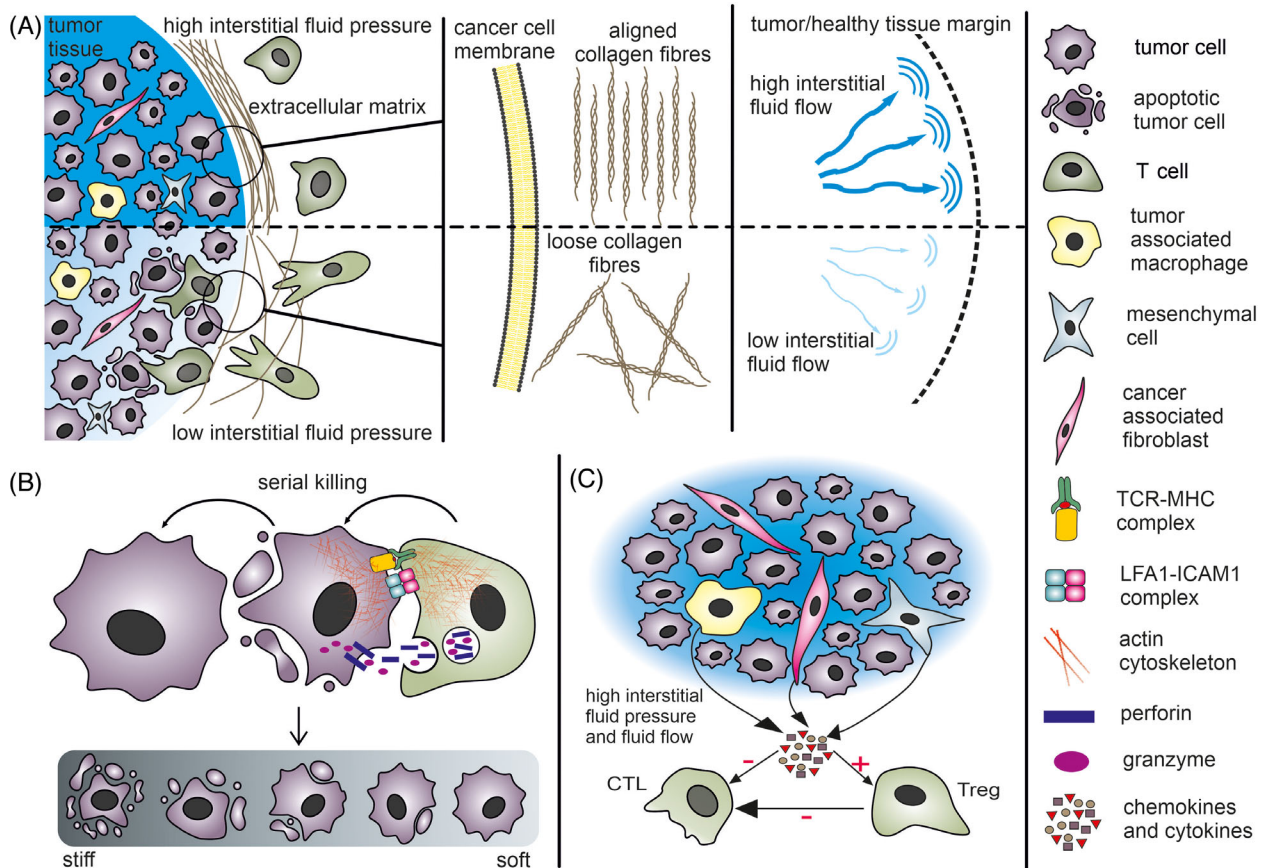 (A)
tumor
tissue
high interstitial fluid pressure
extracellular matrix
low interstitial fluid pressure
cancer cell
membrane
aligned
collagen fibres
loose collagen
fibres
tumor/healthy tissue margin
high interstitial
fluid flow
low interstitial
fluid flow
(B)
serial killing
stiff
soft
(C)
high interstitial
fluid pressure
and fluid flow
-
+
CTL
Treg
-
tumor cell
apoptotic
tumor cell
T cell
tumor
associated
macrophage
mesenchymal
cell
cancer
associated
fibroblast
TCR-MHC
complex
LFA1-ICAM1
complex
actin
cytoskeleton
perforin
granzyme
chemokines
and cytokines